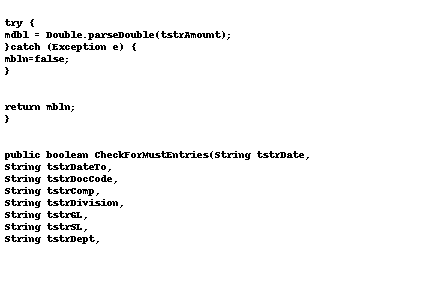 try {
mdbl = Double.parseDouble(tstrAmount);
}catch (Exception e) {
mbln=false;
}
return mbln;
}
public boolean CheckForMustEntries(String tstrDate,
String tstrDateTo,
String tstrDocCode,
String tstrComp,
String tstrDivision,
String tstrGL,
String tstrSL,
String tstrDept,